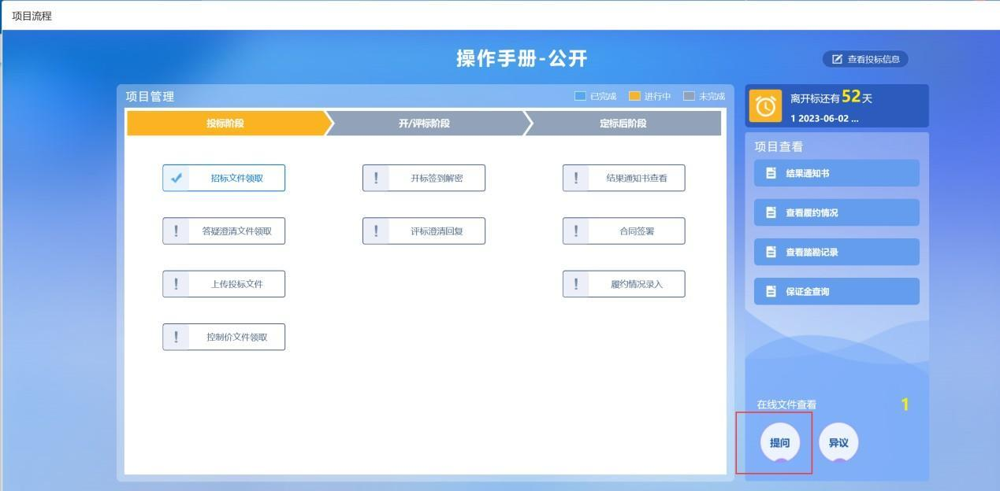 项目流程
操作手册-公开
查看投标信息
项目管理
已完成
进行中
未完成
投标阶段
开/评标阶段
定标后阶段
招标文件领取
开标签到解密
结果通知书查看
答疑澄清文件领取
评标澄清回复
合同签署
上传投标文件
履约情况录入
控制价文件领取
离开标还有52天
1 2023-06-02 ...
项目查看
结果通知书
查看履约情况
查看踏勘记录
保证金查询
在线文件查看
1
提问
异议